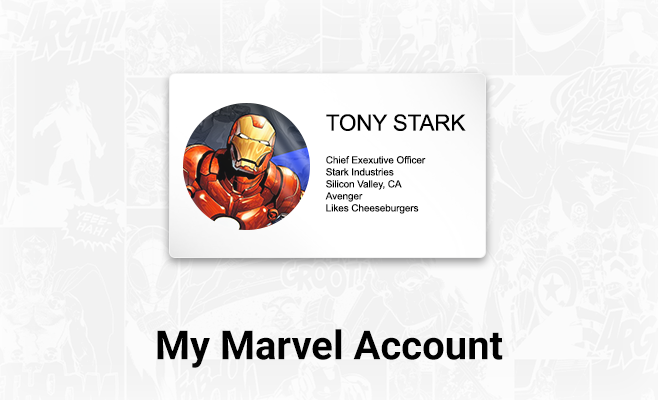 TONY STARK
Chief Exexutive Officer
Stark Industries
Silicon Valley, CA
Avenger
Likes Cheeseburgers
My Marvel Account